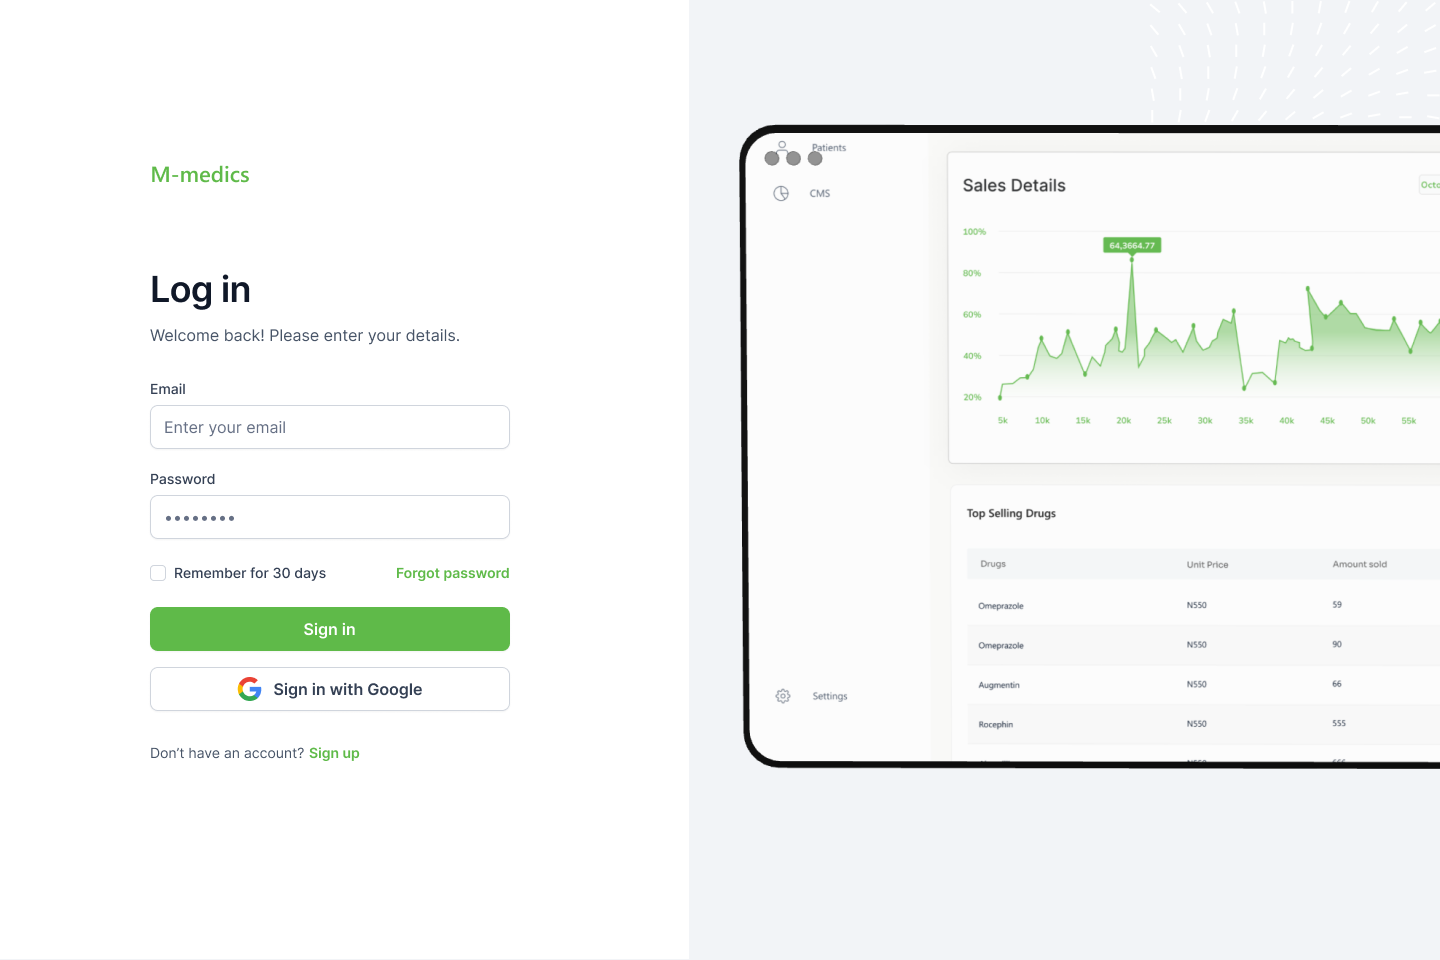 M-medics
Log in
Welcome back! Please enter your details.
Email
Enter your email
Password
Remember for 30 days
Forgot password
Sign in
Sign in with Google
Don’t have an account? Sign up
Patients
CMS
Settings
Sales Details
Octo
100%
80%
60%
40%
20%
64,3664.77
5k 10k 15k 20k 25k 30k 35k 40k 45k 50k 55k
Top Selling Drugs
Drugs Unit Price Amount sold
Omeprazole N550 59
Omeprazole N550 90
Augmentin N550 66
Rocephin N550 555